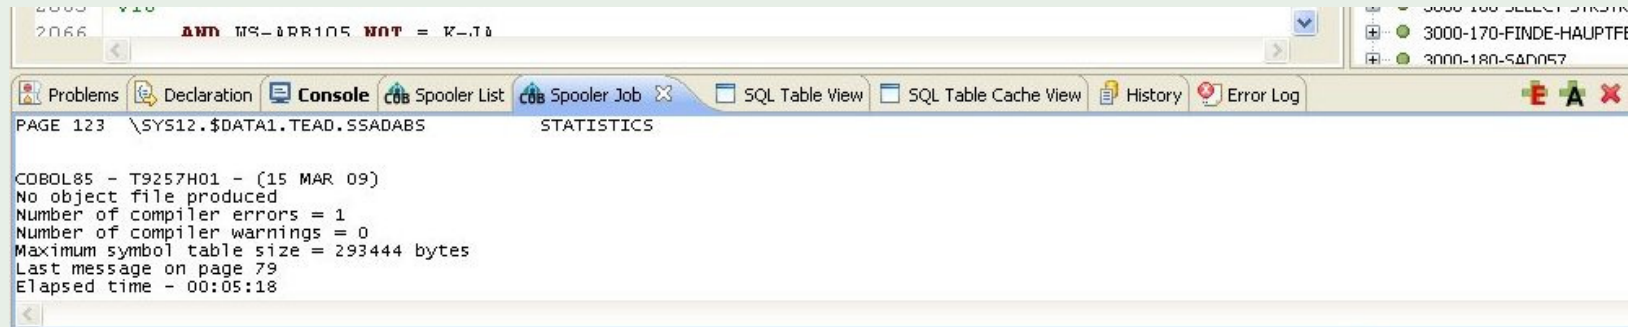 2066 AND WS-ARB105 NOT = K-JA
3000-170-FINDE-HAUPTFE
3000-180-SAD057
Problems Declaration Console Spooler List Spooler Job SQL Table View SQL Table Cache View History Error Log
PAGE 123 \SYS12.$DATA1.TEAD.SSADABS STATISTICS
COBOL85 - T9257H01 - (15 MAR 09)
No object file produced
Number of compiler errors = 1
Number of compiler warnings = 0
Maximum symbol table size = 293444 bytes
Last message on page 79
Elapsed time - 00:05:18